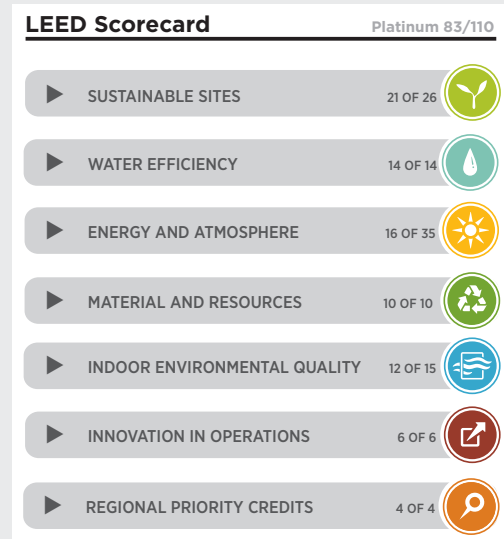 LEED Scorecard Platinum 83/110
SUSTAINABLE SITES 21 OF 26
WATER EFFICIENCY 14 OF 14
ENERGY AND ATMOSPHERE 16 OF 35
MATERIAL AND RESOURCES 10 OF 10
INDOOR ENVIRONMENTAL QUALITY 12 OF 15
INNOVATION IN OPERATIONS 6 OF 6
REGIONAL PRIORITY CREDITS 4 OF 4